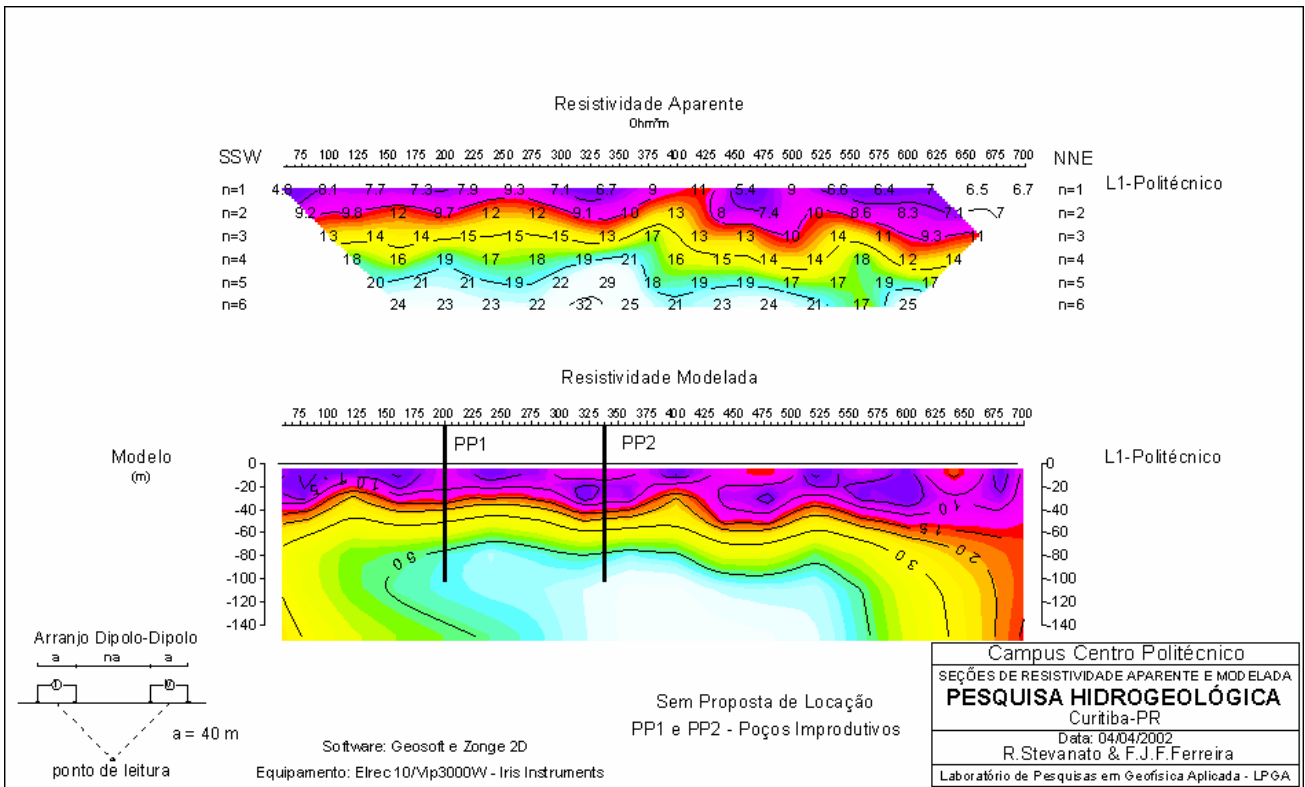 Resistividade Aparente
Ohm*m
SSW 75 100 125 150 175 200 225 250 275 300 325 350 375 400 425 450 475 500 525 550 575 600 625 650 675 700 NNE
L1-Politécnico
n=1 4.8 8.1 7.7 7.3 7.9 9.3 7.1 6.7 9 11 5.4 9 6.6 6.4 7 6.5 6.7 n=1
n=2 9.2 9.8 12 9.7 12 12 9.1 10 13 8 7.4 10 8.6 8.3 7.1 7 n=2
n=3 13 14 14 15 15 15 13 17 13 13 10 14 11 9.3 11 n=3
n=4 18 16 19 17 18 19 21 16 15 14 14 18 12 14 n=4
n=5 20 21 21 19 22 29 18 19 19 17 17 19 17 n=5
n=6 24 23 23 22 32 25 21 23 24 21 17 25 n=6
Resistividade Modelada
75 100 125 150 175 200 225 250 275 300 325 350 375 400 425 450 475 500 525 550 575 600 625 650 675 700
PP1 PP2
Modelo
(m)
L1-Politécnico
0 0
-20 -20
-40 -40
-60 -60
-80 -80
-100 -100
-120 -120
-140 -140
10
15
20
30
50
Arranjo Dipolo-Dipolo
a na a
I V
a = 40 m
ponto de leitura
Software: Geosoft e Zonge 2D
Equipamento: Elrec 10/Vip3000W - Iris Instruments
Sem Proposta de Locação
PP1 e PP2 - Poços Improdutivos
Campus Centro Politécnico
SEÇÕES DE RESISTIVIDADE APARENTE E MODELADA
PESQUISA HIDROGEOLÓGICA
Curitiba-PR
Data: 04/04/2002
R.Stevanato & F.J.F.Ferreira
Laboratório de Pesquisas em Geofísica Aplicada - LPGA